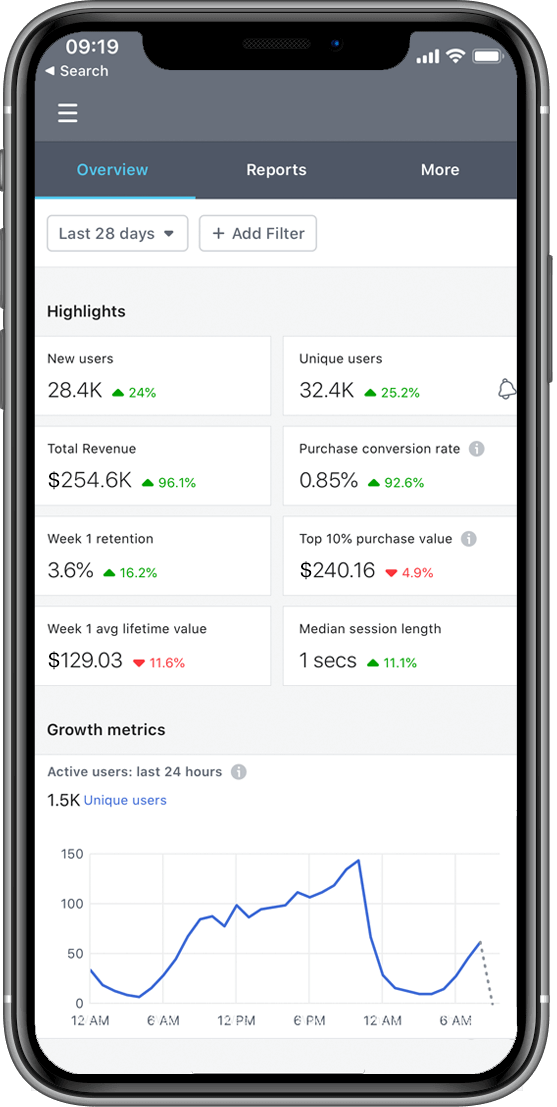 09:19
◀ Search
Overview Reports More
Last 28 days + Add Filter
Highlights
New users
28.4K 24%
Unique users
32.4K 25.2%
Total Revenue
$254.6K 96.1%
Purchase conversion rate
0.85% 92.6%
Week 1 retention
3.6% 16.2%
Top 10% purchase value
$240.16 4.9%
Week 1 avg lifetime value
$129.03 11.6%
Median session length
1 secs 11.1%
Growth metrics
Active users: last 24 hours
1.5K Unique users
150
100
50
0
12 AM 6 AM 12 PM 6 PM 12 AM 6 AM